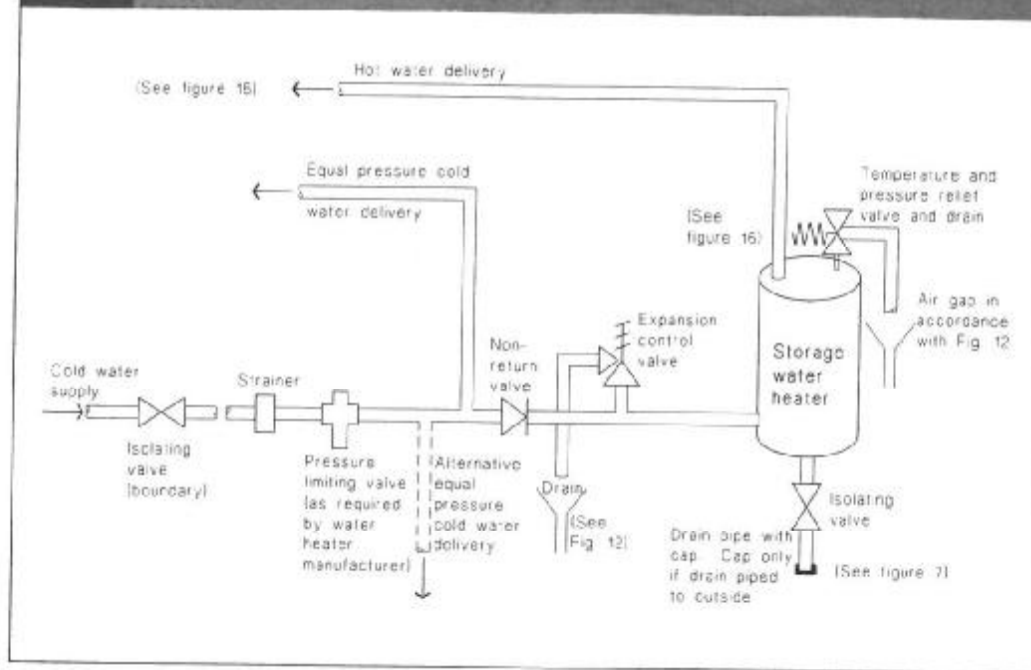 Hot water delivery
(See figure 16)
Equal pressure cold
water delivery
Temperature and
pressure relief
valve and drain
(See
figure 16)
Air gap in
accordance
with Fig 12
Expansion
control
valve
Non-
return
valve
Storage
water
heater
Cold water
supply
Strainer
Isolating
valve
(boundary)
Pressure
limiting valve
(as required
by water
heater
manufacturer)
Alternative
equal
pressure
cold water
delivery
Drain
(See
Fig 12)
Isolating
valve
Drain pipe with
cap. Cap only
if drain piped
to outside
(See figure 7)